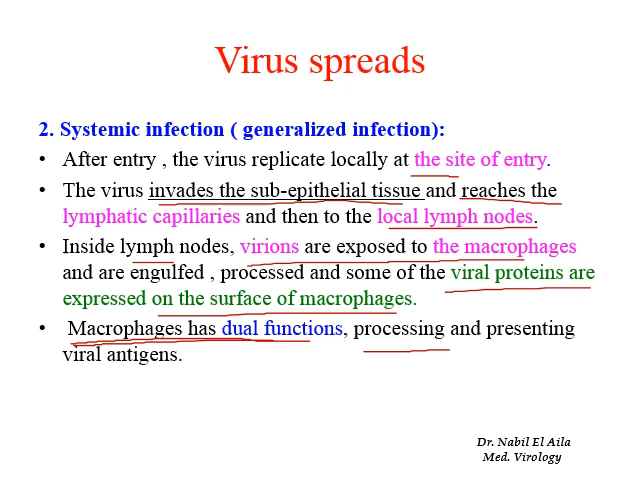 Virus spreads
2. Systemic infection ( generalized infection):
• After entry , the virus replicate locally at the site of entry.
• The virus invades the sub-epithelial tissue and reaches the
lymphatic capillaries and then to the local lymph nodes.
• Inside lymph nodes, virions are exposed to the macrophages
and are engulfed , processed and some of the viral proteins are
expressed on the surface of macrophages.
• Macrophages has dual functions, processing and presenting
viral antigens.
Dr. Nabil El Aila
Med. Virology